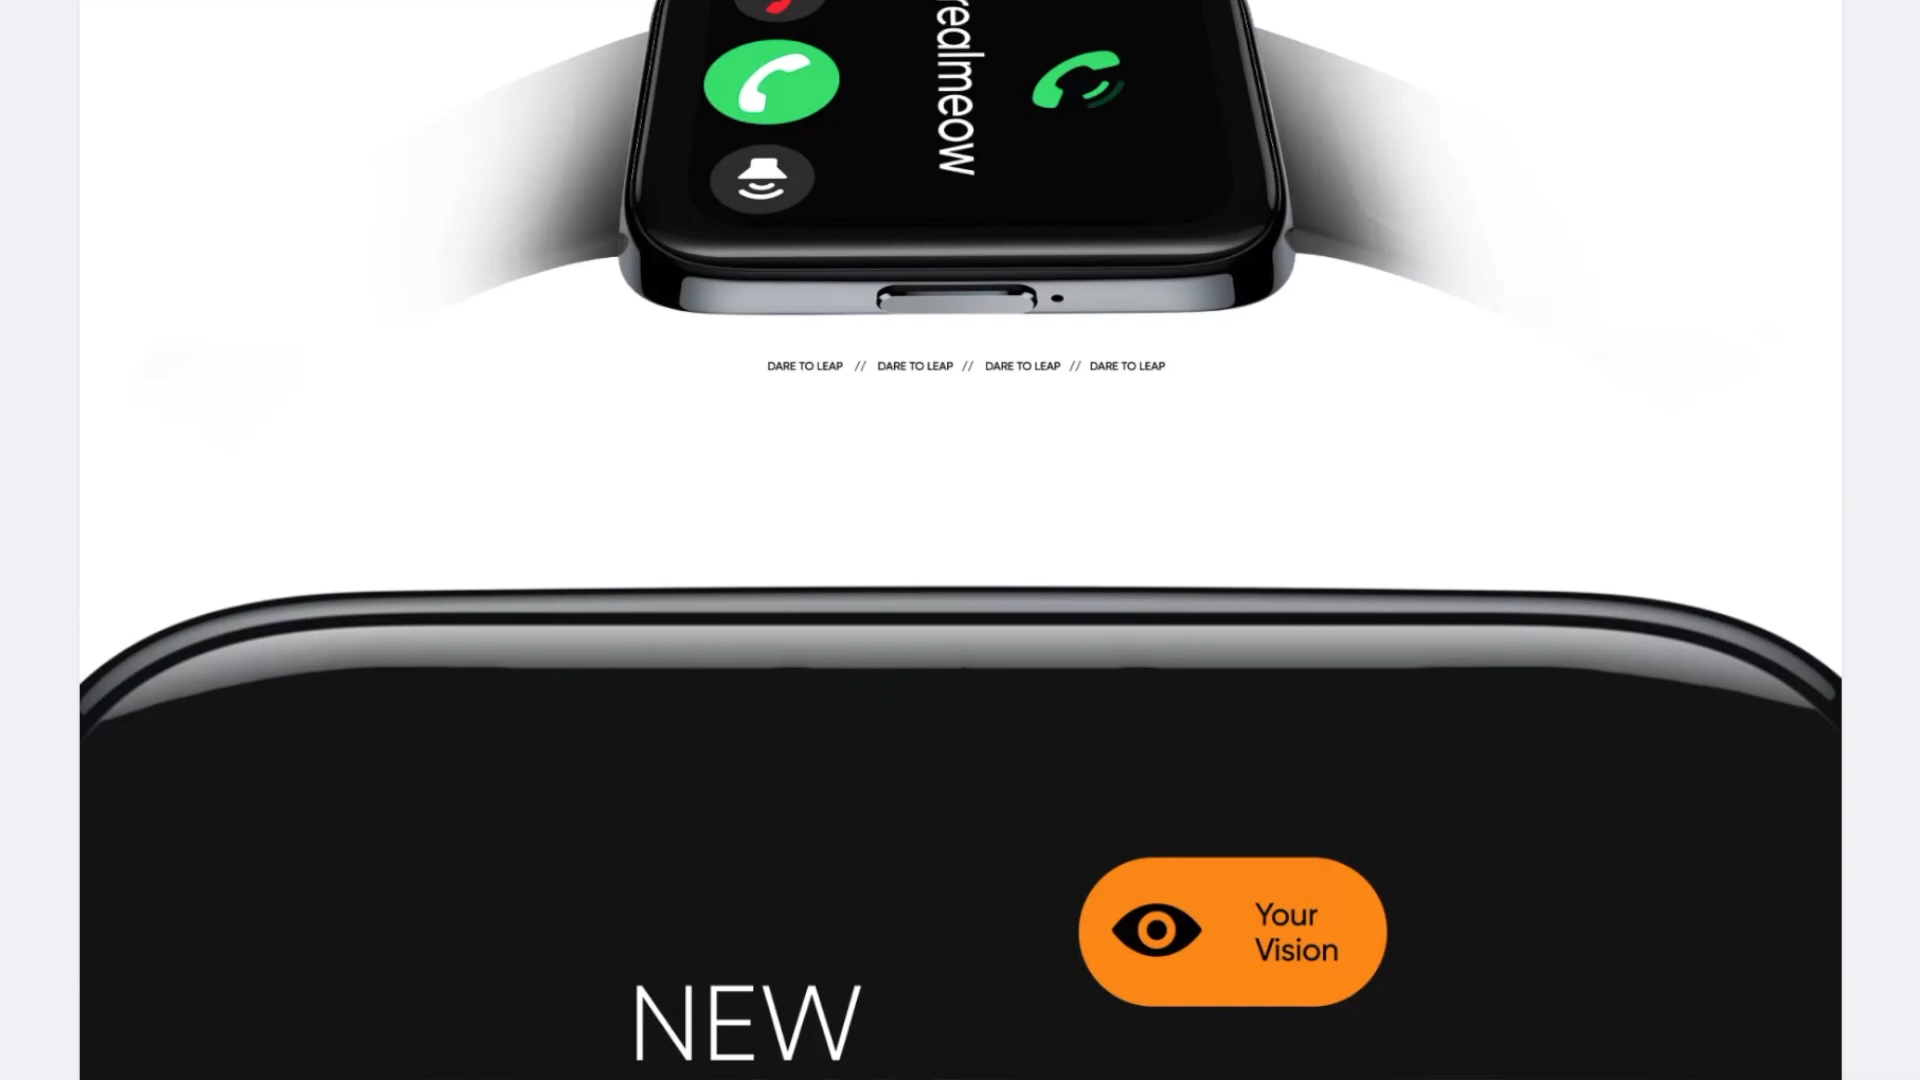 realmeow
DARE TO LEAP // DARE TO LEAP // DARE TO LEAP // DARE TO LEAP
Your
Vision
NEW